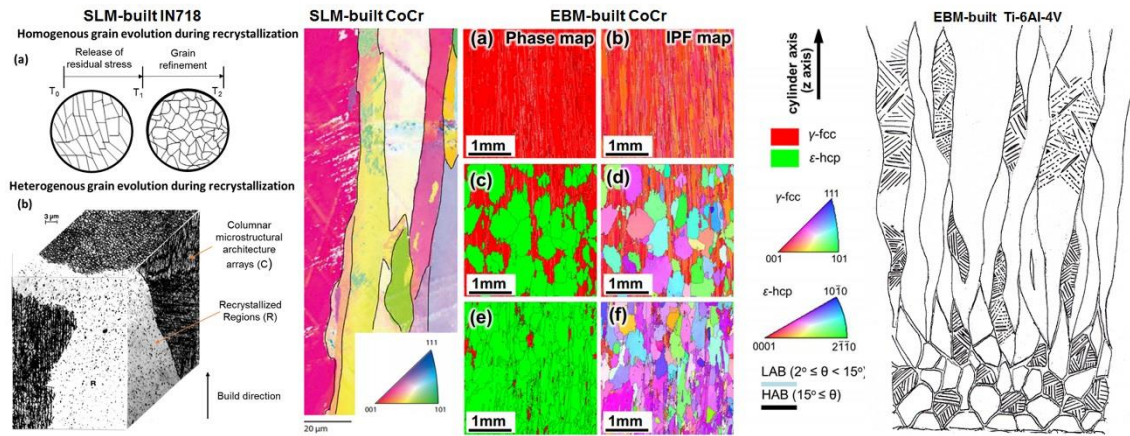 SLM-built IN718
Homogenous grain evolution during recrystallization
(a)
Release of
residual stress
Grain
refinement
T0
T1
T2
Heterogenous grain evolution during recrystallization
(b)
3 μm
Columnar
microstructural
architecture
arrays (C)
Recrystallized
Regions (R)
R
Build direction
SLM-built CoCr
111
001
101
20 μm
EBM-built CoCr
(a)
Phase map
(b)
IPF map
1mm
1mm
(c)
(d)
1mm
1mm
(e)
(f)
1mm
1mm
cylinder axis
(z axis)
γ-fcc
ε-hcp
γ-fcc
111
001
101
ε-hcp
101̄0
0001
21̄1̄0
LAB (2° ≤ θ < 15°)
HAB (15° ≤ θ)
EBM-built Ti-6Al-4V